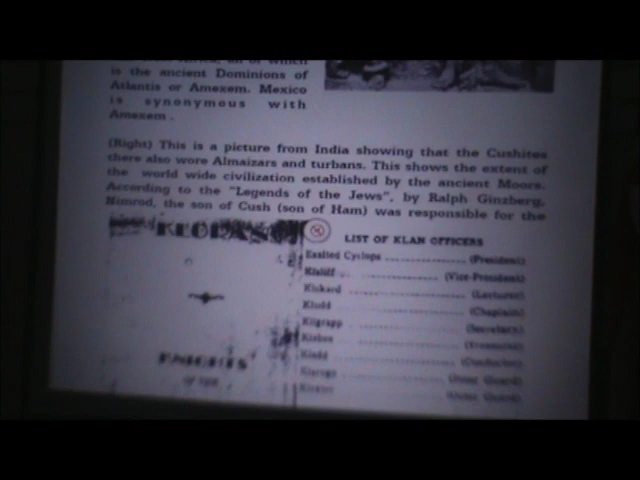 is the ancient Dominions of
Atlantis or Amexem. Mexico
is synonymous with
Amexem .
(Right) This is a picture from India showing that the Cushites
there also wore Almaizars and turbans. This shows the extent of
the world wide civilization established by the ancient Moors.
According to the "Legends of the Jews", by Ralph Ginzberg,
Nimrod, the son of Cush (son of Ham) was responsible for the
LIST OF KLAN OFFICERS
Exalted Cyclops (President)
Klaliff (Vice-President)
Klokard (Lecturer)
Kludd (Chaplain)
Kligrapp (Secretary)
Klabee (Treasurer)
Kladd (Conductor)
Klarogo (Inner Guard)
Klexter (Outer Guard)
KNIGHTS
OF THE